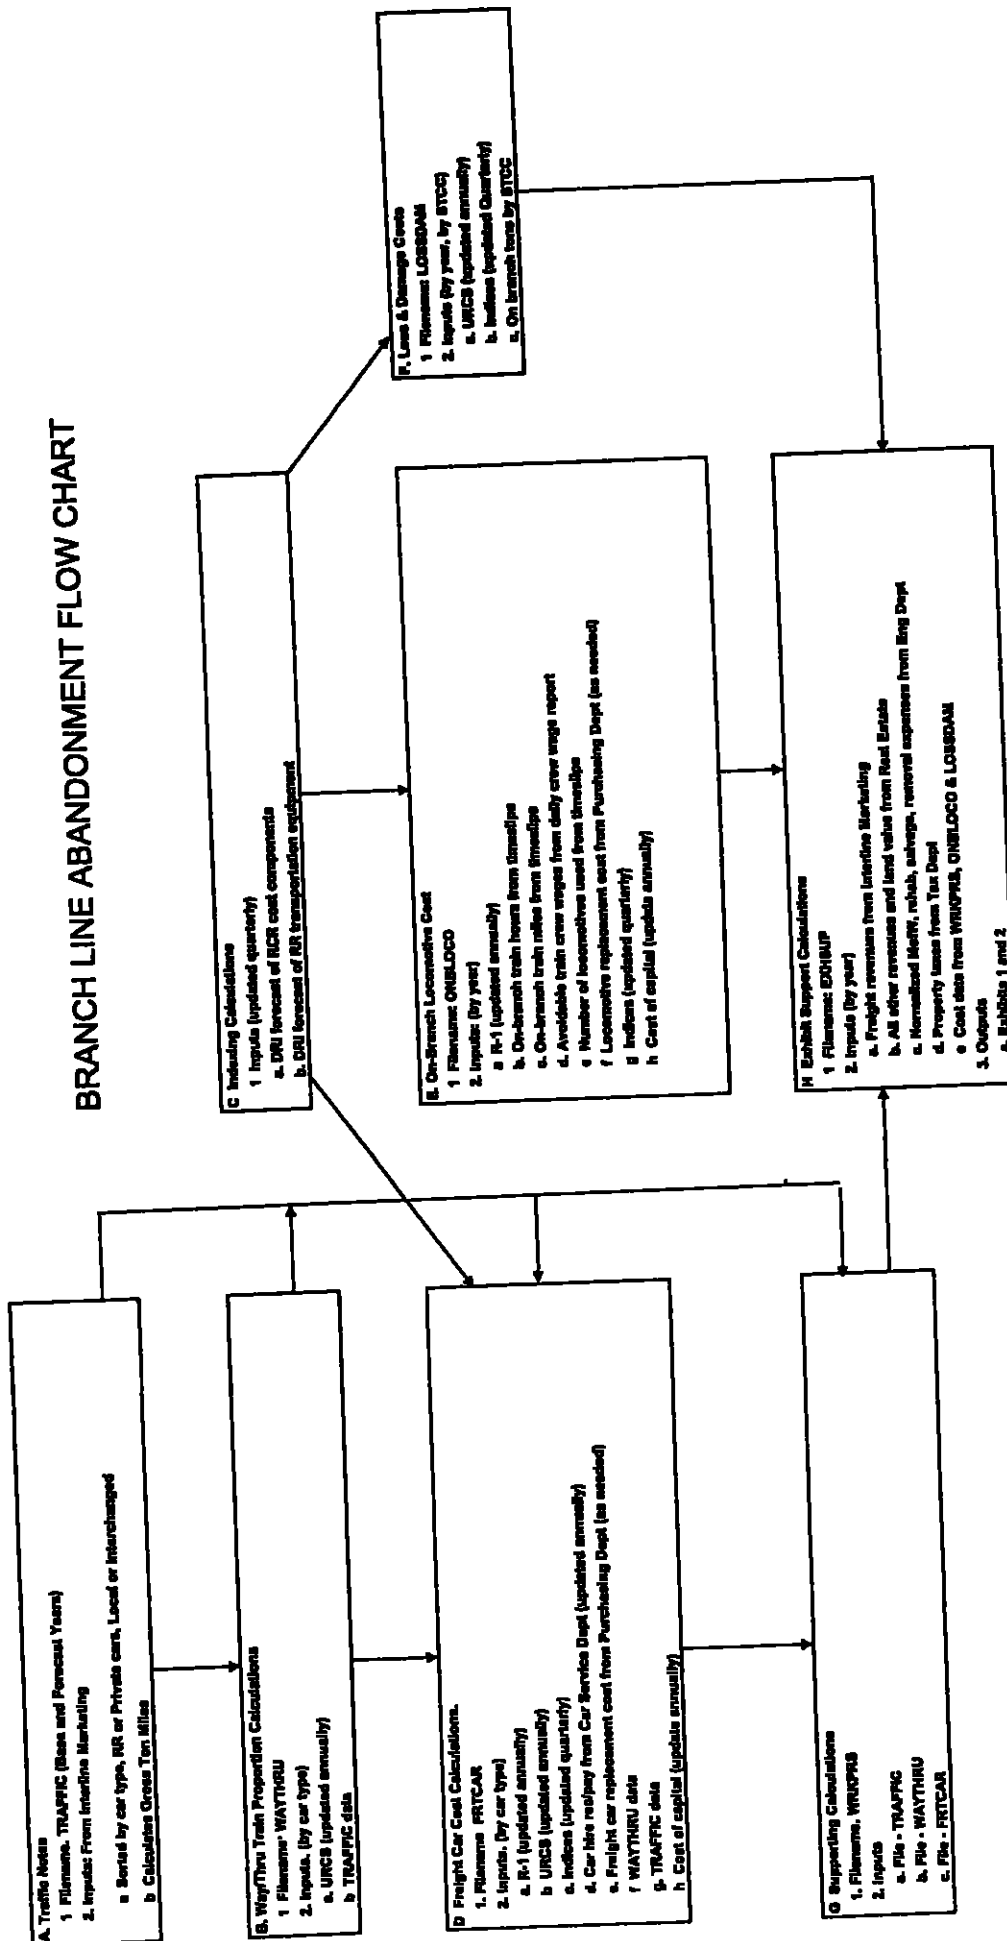 BRANCH LINE ABANDONMENT FLOW CHART
A. Traffic Notes
1 Filename. TRAFFIC (Base and Forecast Years)
2. Inputs: From Interline Marketing
a Sorted by car type, RR or Private cars, Local or Interchanged
b Calculated Gross Ton Miles
B. Way/Thru Train Proportion Calculations
1 Filename· WAYTHRU
2. Inputs. (by car type)
a. URCS (updated annually)
b TRAFFIC data
C Indexing Calculations
1 Inputs (updated quarterly)
a. DRI forecast of RCR cost components
b. DRI forecast of RR transportation equipment
D Freight Car Cost Calculations.
1. Filename FRTCAR
2. Inputs. (by car type)
a. R-1 (updated annually)
b URCS (updated annually)
c. Indices (updated quarterly)
d. Car hire rec/pay from Car Service Dept (updated annually)
e. Freight car replacement cost from Purchasing Dept (as needed)
f WAYTHRU data
g. TRAFFIC data
h Cost of capital (update annually)
E. On-Branch Locomotive Cost
1 Filename: ONBLOCO
2. Inputs: (by year)
a R-1 (updated annually)
b. On-branch train hours from timeslips
c. On-branch train miles from timeslips
d. Avoidable train crew wages from daily crew wage report
e Number of locomotives used from timeslips
f Locomotive replacement cost from Purchasing Dept (as needed)
g Indices (updated quarterly)
h Cost of capital (update annually)
F. Loss & Damage Costs
1 Filename: LOSSDAM
2. Inputs (by year, by STCC)
a. URCS (updated annually)
b. Indices (updated Quarterly)
c. On branch tons by STCC
G Supporting Calculations
1. Filename, WRKPRS
2. Inputs
a. File - TRAFFIC
b. File - WAYTHRU
c. File - FRTCAR
H Exhibit Support Calculations
1 Filename: EXHSUP
2. Inputs (by year)
a. Freight revenues from Interline Marketing
b. All other revenues and land value from Real Estate
c. Normalized MofW, rehab, salvage, removal expenses from Eng Dept
d. Property taxes from Tax Dept
e Cost data from WRKPRS, ONBLOCO & LOSSDAM
3. Outputs
a. Exhibits 1 and 2